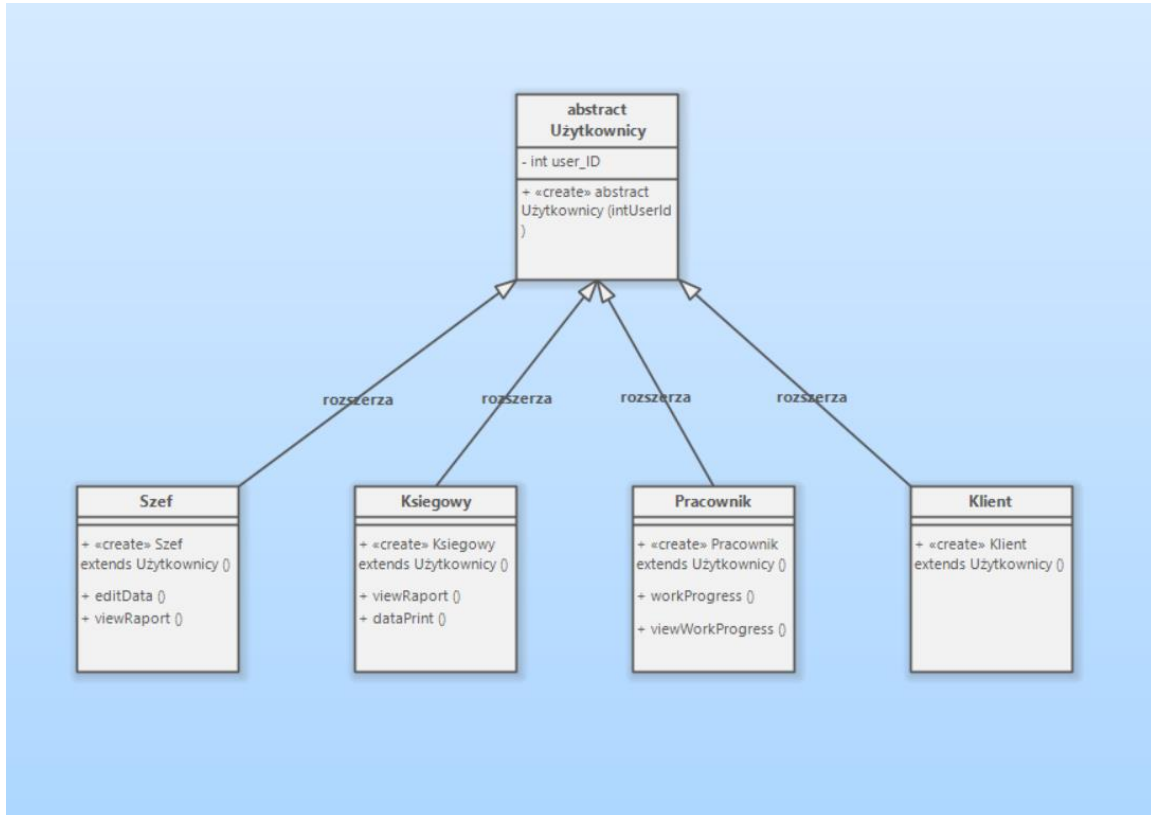 abstract
Użytkownicy
- int user_ID
+ «create» abstract
Użytkownicy (intUserId
)
rozszerza
rozszerza
rozszerza
rozszerza
Szef
+ «create» Szef
extends Użytkownicy ()
+ editData ()
+ viewRaport ()
Ksiegowy
+ «create» Ksiegowy
extends Użytkownicy ()
+ viewRaport ()
+ dataPrint ()
Pracownik
+ «create» Pracownik
extends Użytkownicy ()
+ workProgress ()
+ viewWorkProgress ()
Klient
+ «create» Klient
extends Użytkownicy ()